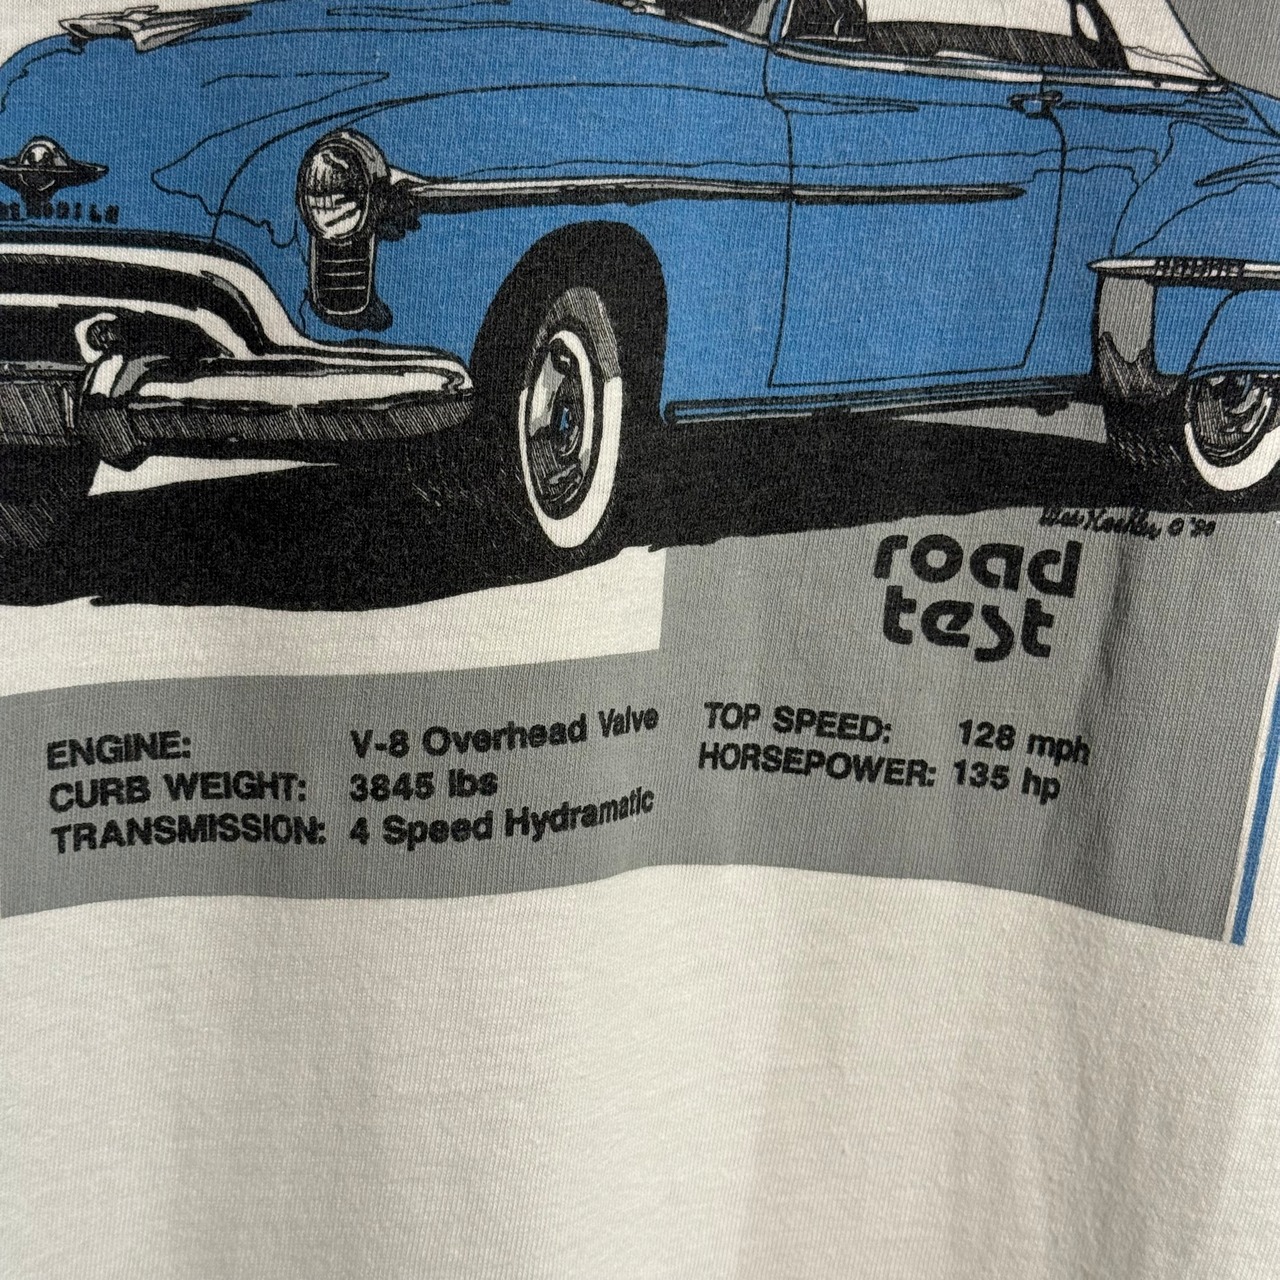 © '90
road
test
ENGINE: V-8 Overhead Valve
CURB WEIGHT: 3845 lbs
TRANSMISSION: 4 Speed Hydramatic
TOP SPEED: 128 mph
HORSEPOWER: 135 hp